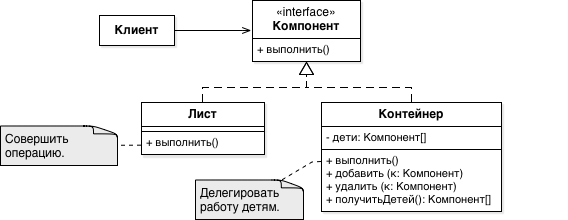 «interface»
Клиент
Компонент
+ выполнить()
Лист
+ выполнить()
Контейнер
- дети: Компонент[]
+ выполнить()
+ добавить (к: Компонент)
+ удалить (к: Компонент)
+ получитьДетей(): Компонент[]
Совершить
операцию.
Делегировать
работу детям.